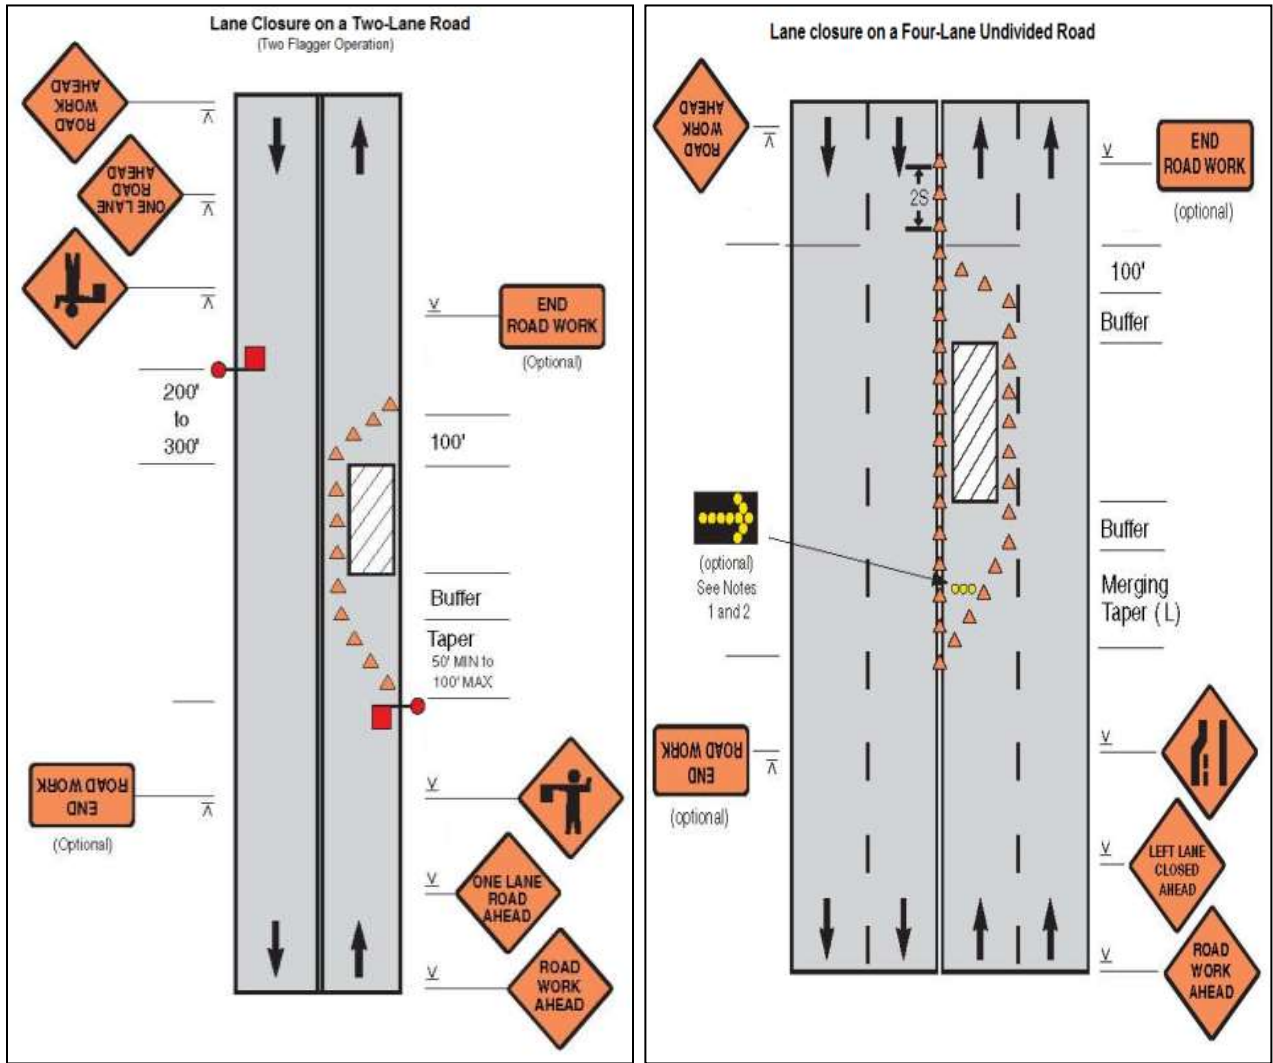 Lane Closure on a Two-Lane Road
(Two Flagger Operation)
ROAD
WORK
AHEAD
ONE LANE
ROAD
AHEAD
END
ROAD WORK
(Optional)
200'
to
300'
100'
Buffer
Taper
50' MIN to
100' MAX
END
ROAD WORK
(Optional)
ONE LANE
ROAD
AHEAD
ROAD
WORK
AHEAD
Lane closure on a Four-Lane Undivided Road
ROAD
WORK
AHEAD
END
ROAD WORK
(optional)
2S
100'
Buffer
(optional)
See Notes
1 and 2
Buffer
Merging
Taper (L)
END
ROAD WORK
(optional)
LEFT LANE
CLOSED
AHEAD
ROAD
WORK
AHEAD